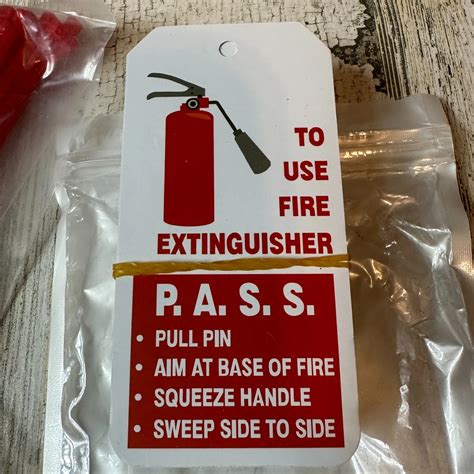 TO
USE
FIRE
EXTINGUISHER
P. A. S. S.
• PULL PIN
• AIM AT BASE OF FIRE
• SQUEEZE HANDLE
• SWEEP SIDE TO SIDE